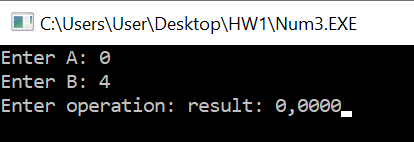 C:\Users\User\Desktop\HW1\Num3.EXE
Enter A: 0
Enter B: 4
Enter operation: result: 0,0000